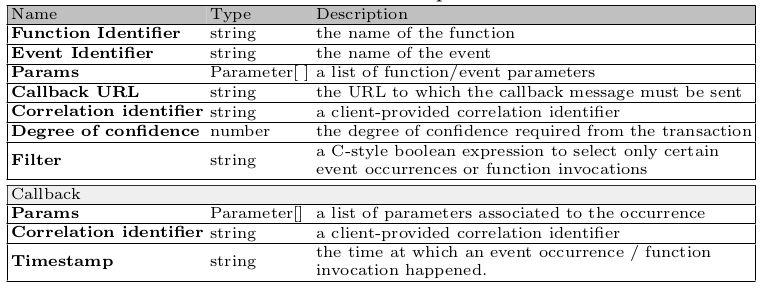 Name Type Description
Function Identifier string the name of the function
Event Identifier string the name of the event
Params Parameter[ ] a list of function/event parameters
Callback URL string the URL to which the callback message must be sent
Correlation identifier string a client-provided correlation identifier
Degree of confidence number the degree of confidence required from the transaction
Filter string a C-style boolean expression to select only certain
event occurrences or function invocations
Callback
Params Parameter[] a list of parameters associated to the occurrence
Correlation identifier string a client-provided correlation identifier
Timestamp string the time at which an event occurrence / function
invocation happened.